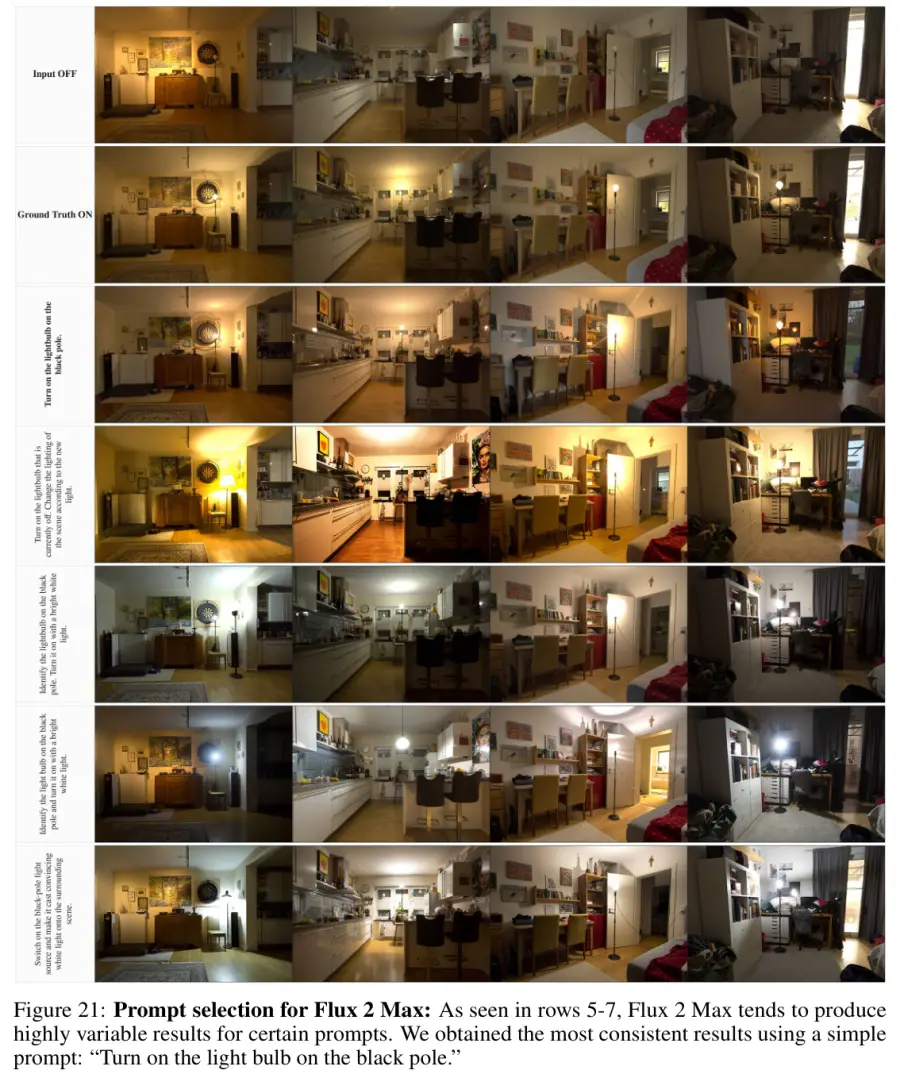 Input OFF
Ground Truth ON
Turn on the lightbulb on the
black pole.
Turn on the lightbulb that is
currently off. Change the lighting of
the scene according to the new
light.
Identify the lightbulb on the black
pole. Turn it on with a bright white
light.
Identify the light bulb on the black
pole and turn it on with a bright
white light.
Switch on the black-pole light
source and make it cast convincing
white light onto the surrounding
scene.
Figure 21: Prompt selection for Flux 2 Max: As seen in rows 5-7, Flux 2 Max tends to produce
highly variable results for certain prompts. We obtained the most consistent results using a simple
prompt: “Turn on the light bulb on the black pole.”